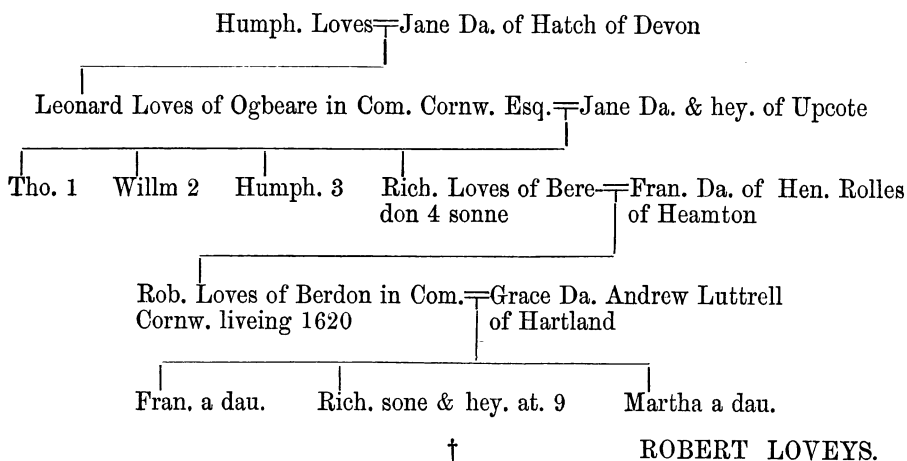 Humph. Loves=Jane Da. of Hatch of Devon
Leonard Loves of Ogbeare in Com. Cornw. Esq.=Jane Da. & hey. of Upcote
Tho. 1 Willm 2 Humph. 3 Rich. Loves of Bere-=Fran. Da. of Hen. Rolles
don 4 sonne of Heamton
Rob. Loves of Berdon in Com.=Grace Da. Andrew Luttrell
Cornw. liveing 1620 of Hartland
Fran. a dau. Rich. sone & hey. at. 9 Martha a dau.
† ROBERT LOVEYS.